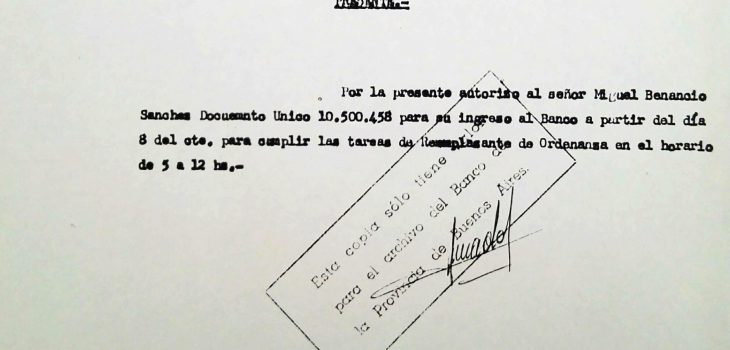 Por la presente autorizo al señor Miguel Benancio
Sanchez Documento Unico 10.500.458 para su ingreso al Banco a partir del día
8 del cte. para cumplir las tareas de Reemplazante de Ordenanza en el horario
de 5 a 12 hs.-
Esta copia sólo tiene
para el archivo del Banco de
la Provincia de Buenos Aires.